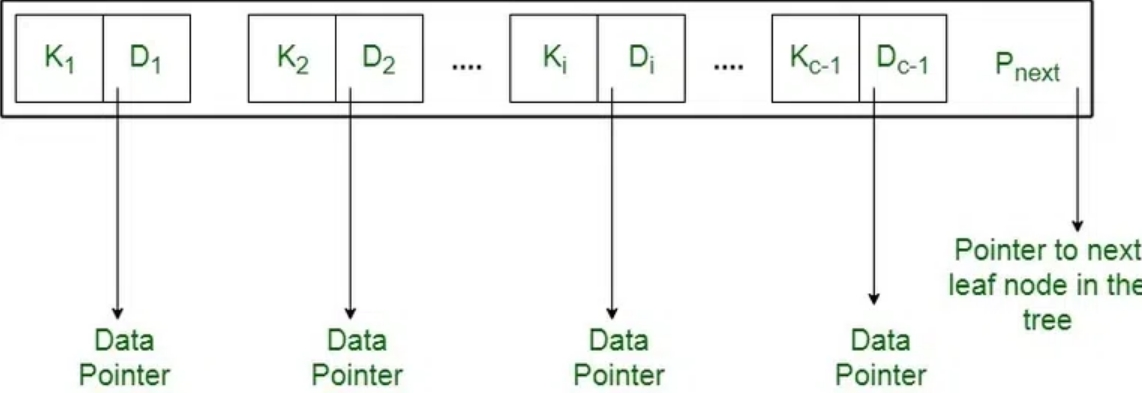 K1 D1 K2 D2 .... Ki Di .... Kc-1 Dc-1 Pnext
Pointer to next
leaf node in the
tree
Data Data Data Data
Pointer Pointer Pointer Pointer